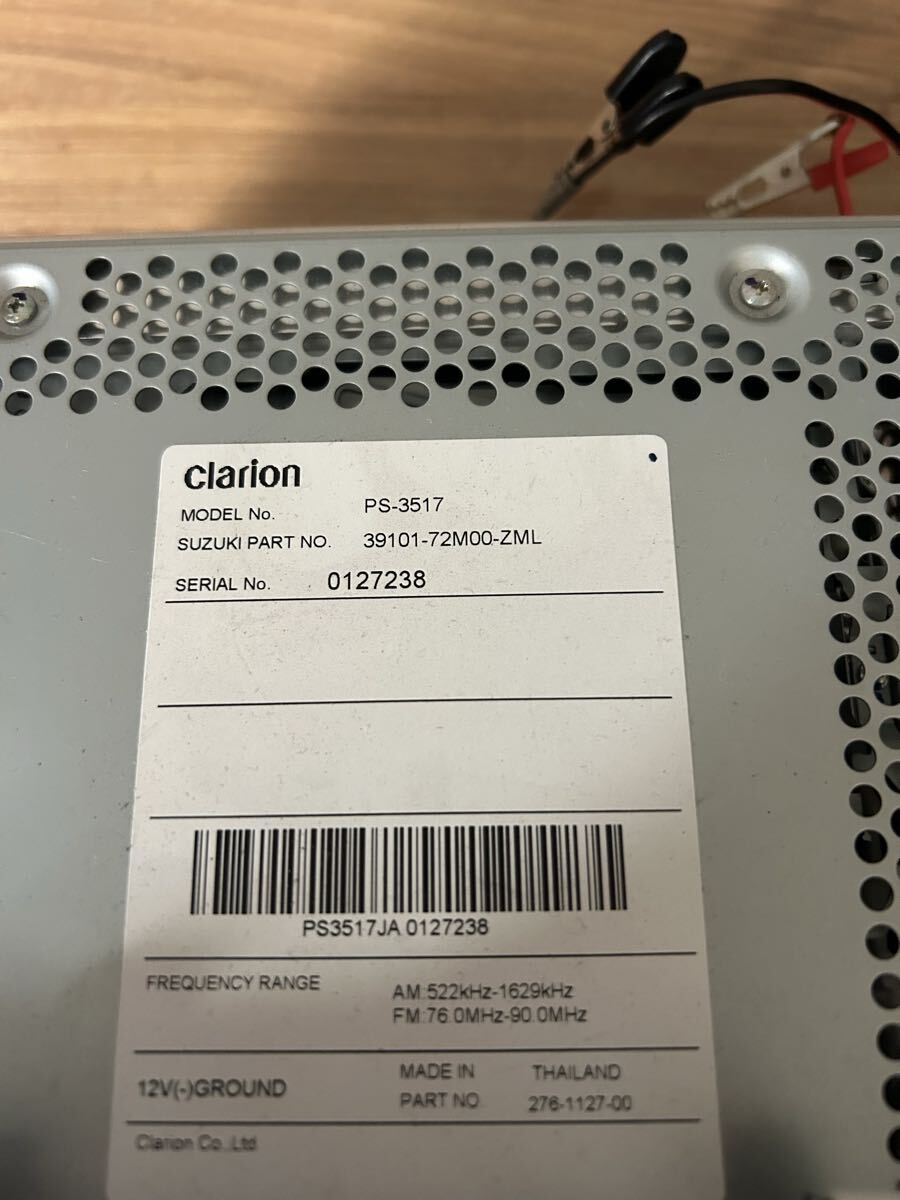 clarion
MODEL No. PS-3517
SUZUKI PART NO. 39101-72M00-ZML
SERIAL No. 0127238
PS3517JA 0127238
FREQUENCY RANGE AM:522kHz-1629kHz
FM:76.0MHz-90.0MHz
12V(-)GROUND MADE IN THAILAND
PART NO. 276-1127-00
Clarion Co.,Ltd